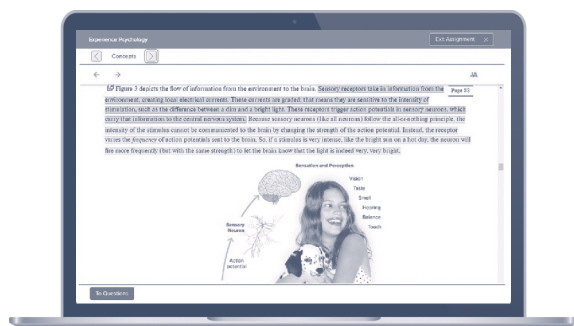 Experience Psychology
Exit Assignment ×
< Concepts >
← → AA
Figure 3 depicts the flow of information from the environment to the brain. Sensory receptors take in information from the
Page 83
environment, creating local electrical currents. These currents are graded; that means they are sensitive to the intensity of
stimulation, such as the difference between a dim and a bright light. These receptors trigger action potentials in sensory neurons, which
carry that information to the central nervous system. Because sensory neurons (like all neurons) follow the all-or-nothing principle, the
intensity of the stimulus cannot be communicated to the brain by changing the strength of the action potential. Instead, the receptor
varies the frequency of action potentials sent to the brain. So, if a stimulus is very intense, like the bright sun on a hot day, the neuron will
fire more frequently (but with the same strength) to let the brain know that the light is indeed very, very bright.
Sensation and Perception
Vision
Taste
Smell
Hearing
Balance
Touch
Sensory
Neuron
Action
potential
To Questions